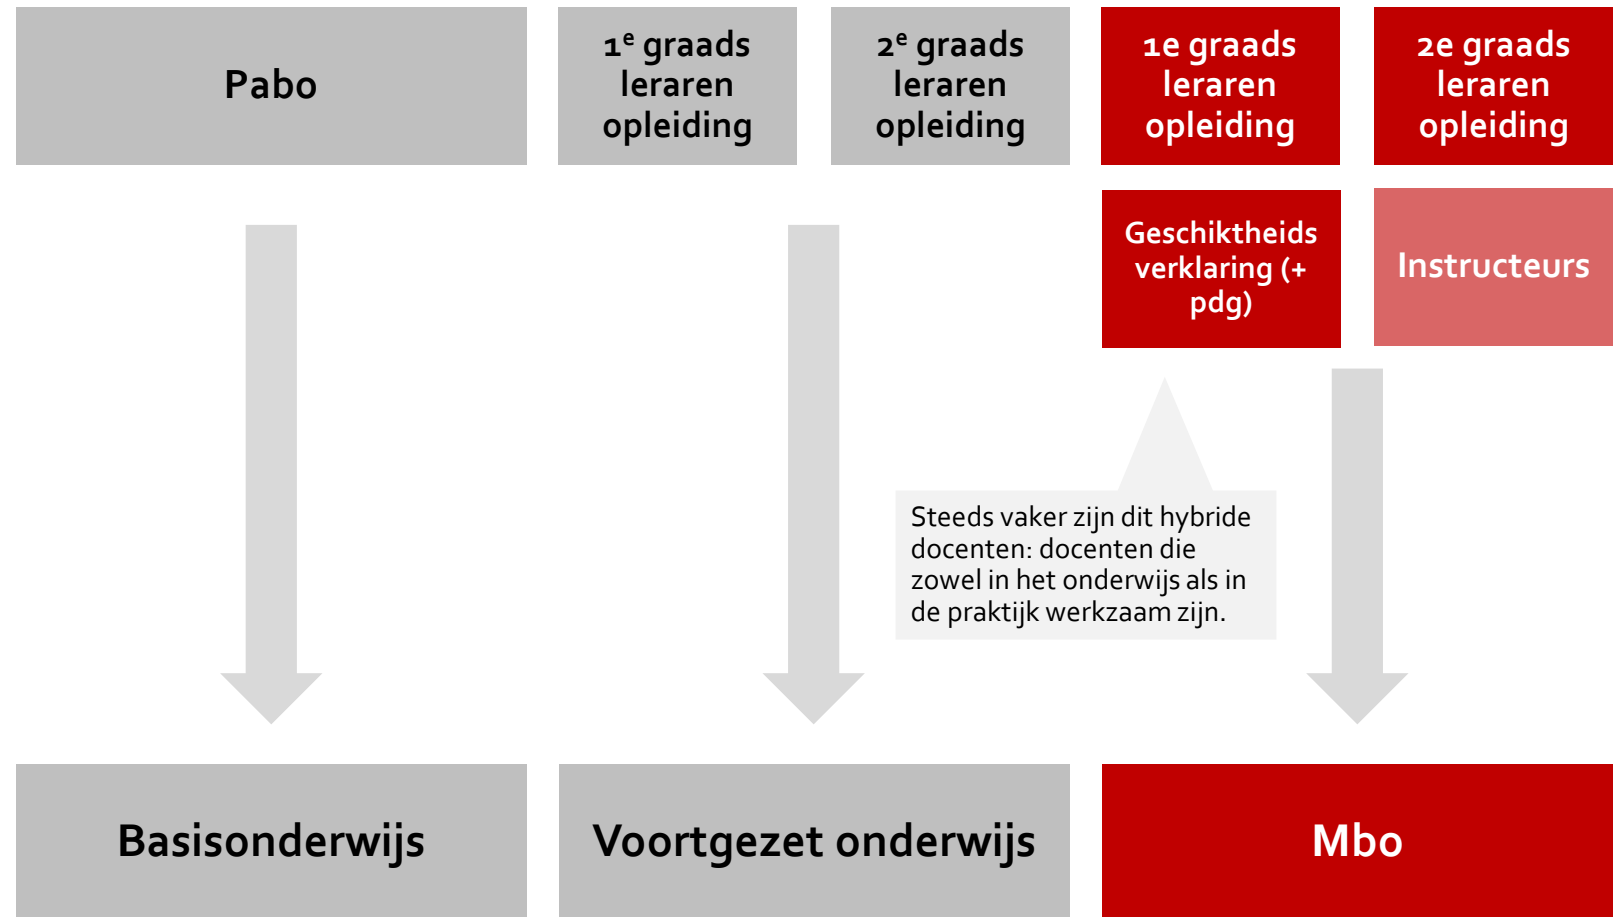 Pabo
1e graads
leraren
opleiding
2e graads
leraren
opleiding
1e graads
leraren
opleiding
2e graads
leraren
opleiding
Geschiktheids
verklaring (+
pdg)
Instructeurs
Steeds vaker zijn dit hybride
docenten: docenten die
zowel in het onderwijs als in
de praktijk werkzaam zijn.
Basisonderwijs
Voortgezet onderwijs
Mbo